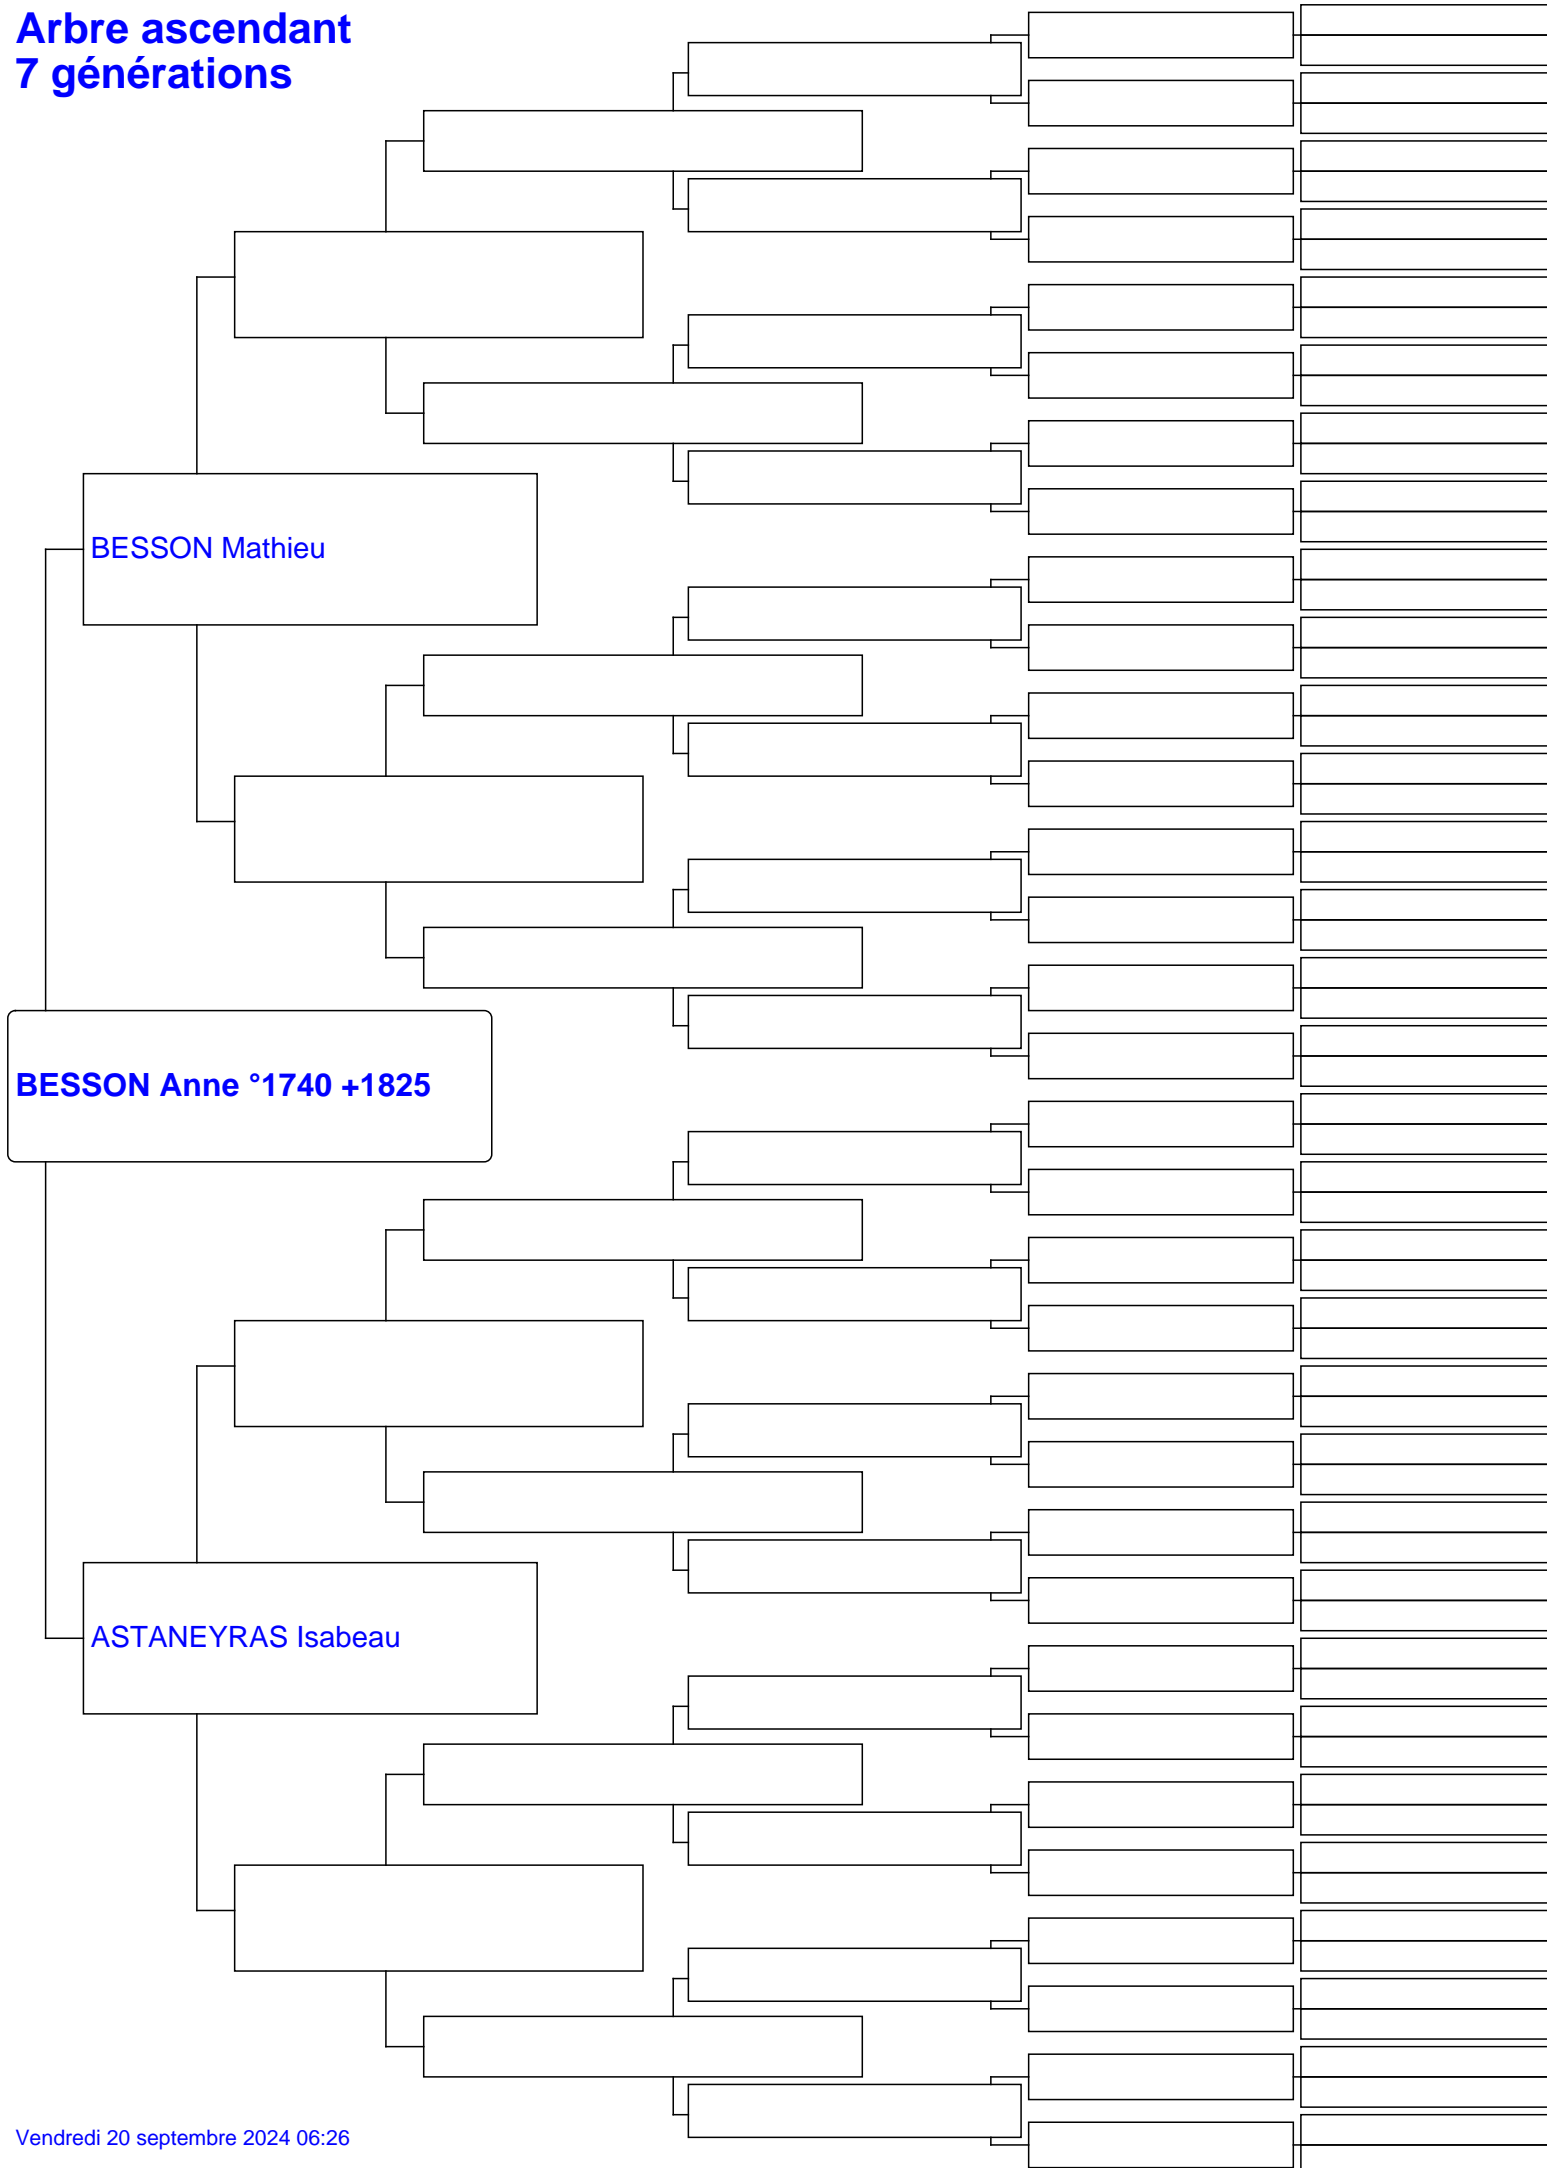 Arbre ascendant
7 générations
BESSON Mathieu
BESSON Anne °1740 +1825
ASTANEYRAS Isabeau
Vendredi 20 septembre 2024 06:26